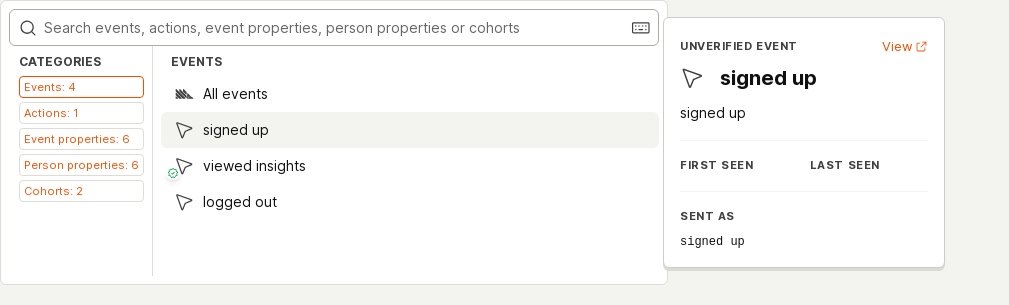 Search events, actions, event properties, person properties or cohorts
CATEGORIES
Events: 4
Actions: 1
Event properties: 6
Person properties: 6
Cohorts: 2
EVENTS
All events
signed up
viewed insights
logged out
UNVERIFIED EVENT View
signed up
signed up
FIRST SEEN LAST SEEN
SENT AS
signed up